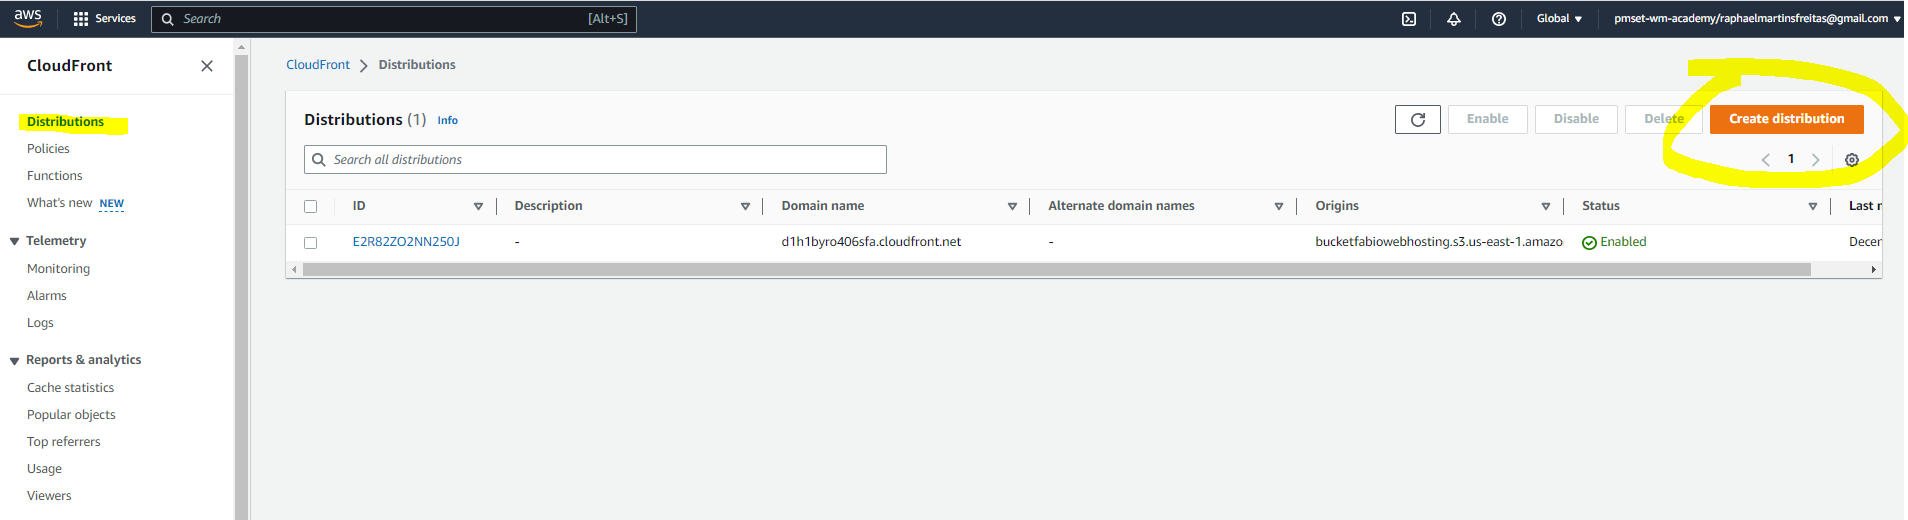 aws Services Search [Alt+S] Global pmset-wm-academy/raphaelmartinsfreitas@gmail.com
CloudFront
Distributions
Policies
Functions
What's new NEW
Telemetry
Monitoring
Alarms
Logs
Reports & analytics
Cache statistics
Popular objects
Top referrers
Usage
Viewers
CloudFront > Distributions
Distributions (1) Info Enable Disable Delete Create distribution
Search all distributions 1
ID Description Domain name Alternate domain names Origins Status Last n
E2R82ZO2NN250J - d1h1byro406sfa.cloudfront.net - bucketfabiowebhosting.s3.us-east-1.amazo Enabled Decen